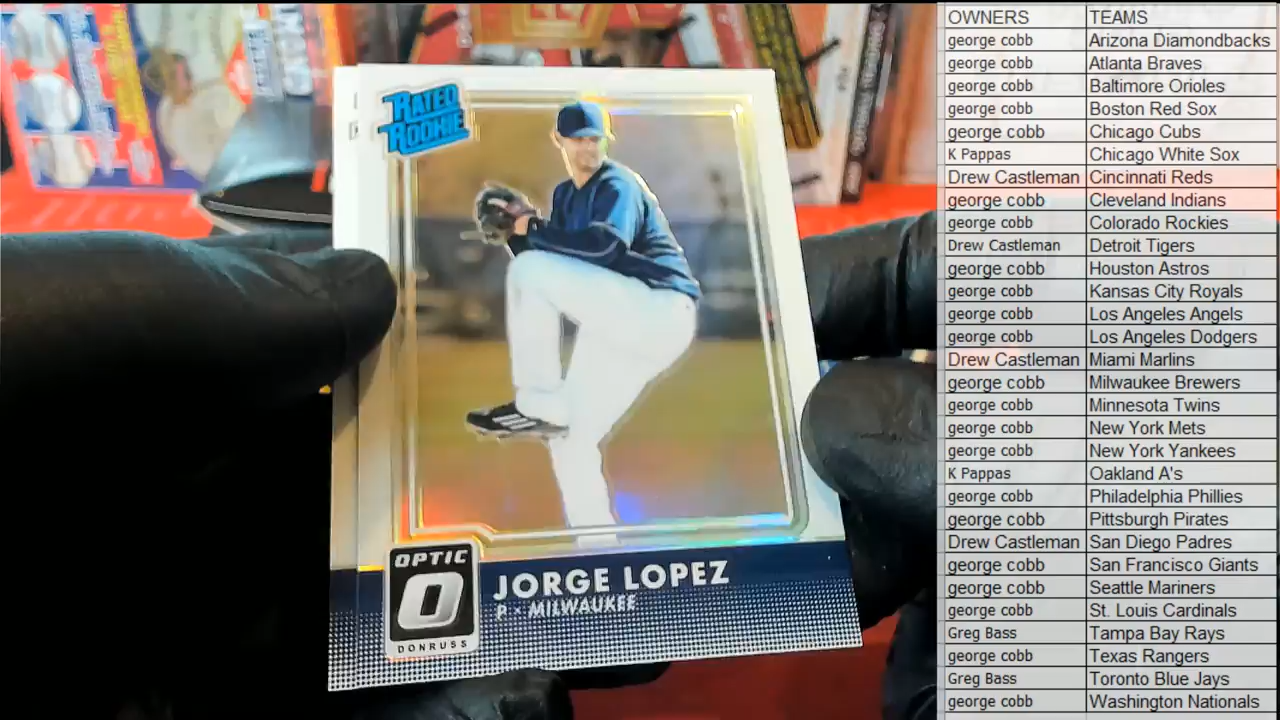 RATED
ROOKIE
OPTIC
O
DONRUSS
JORGE LOPEZ
P × MILWAUKEE
OWNERS TEAMS
george cobb Arizona Diamondbacks
george cobb Atlanta Braves
george cobb Baltimore Orioles
george cobb Boston Red Sox
george cobb Chicago Cubs
K Pappas Chicago White Sox
Drew Castleman Cincinnati Reds
george cobb Cleveland Indians
george cobb Colorado Rockies
Drew Castleman Detroit Tigers
george cobb Houston Astros
george cobb Kansas City Royals
george cobb Los Angeles Angels
george cobb Los Angeles Dodgers
Drew Castleman Miami Marlins
george cobb Milwaukee Brewers
george cobb Minnesota Twins
george cobb New York Mets
george cobb New York Yankees
K Pappas Oakland A's
george cobb Philadelphia Phillies
george cobb Pittsburgh Pirates
Drew Castleman San Diego Padres
george cobb San Francisco Giants
george cobb Seattle Mariners
george cobb St. Louis Cardinals
Greg Bass Tampa Bay Rays
george cobb Texas Rangers
Greg Bass Toronto Blue Jays
george cobb Washington Nationals